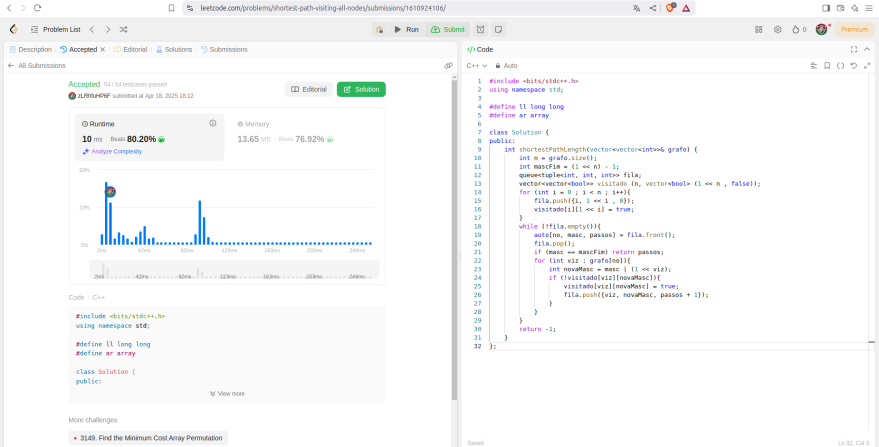 leetcode.com/problems/shortest-path-visiting-all-nodes/submissions/1610924106/
Problem List
Run
Submit
0
Premium
Description
Accepted
Editorial
Solutions
Submissions
All Submissions
Accepted 54 / 54 testcases passed
submitted at Apr 18, 2025 18:12
Editorial
Solution
Runtime
10 ms | Beats 80.20%
Analyze Complexity
Memory
13.65 MB | Beats 76.92%
20%
10%
0%
2ms 42ms 82ms 123ms 163ms 203ms 244ms
2ms 42ms 82ms 123ms 163ms 203ms 244ms
Code | C++
#include <bits/stdc++.h>
using namespace std;
#define ll long long
#define ar array
class Solution {
public:
View more
More challenges
3149. Find the Minimum Cost Array Permutation
</> Code
C++
Auto
1 #include <bits/stdc++.h>
2 using namespace std;
3
4 #define ll long long
5 #define ar array
6
7 class Solution {
8 public:
9 int shortestPathLength(vector<vector<int>>& grafo) {
10 int n = grafo.size();
11 int mascFim = (1 << n) - 1;
12 queue<tuple<int, int, int>> fila;
13 vector<vector<bool>> visitado (n, vector<bool> (1 << n , false));
14 for (int i = 0 ; i < n ; i++){
15 fila.push({i, 1 << i , 0});
16 visitado[i][1 << i] = true;
17 }
18 while (!fila.empty()){
19 auto[no, masc, passos] = fila.front();
20 fila.pop();
21 if (masc == mascFim) return passos;
22 for (int viz : grafo[no]){
23 int novaMasc = masc | (1 << viz);
24 if (!visitado[viz][novaMasc]){
25 visitado[viz][novaMasc] = true;
26 fila.push({viz, novaMasc, passos + 1});
27 }
28 }
29 }
30 return -1;
31 }
32 };
Saved
Ln 32, Col 3